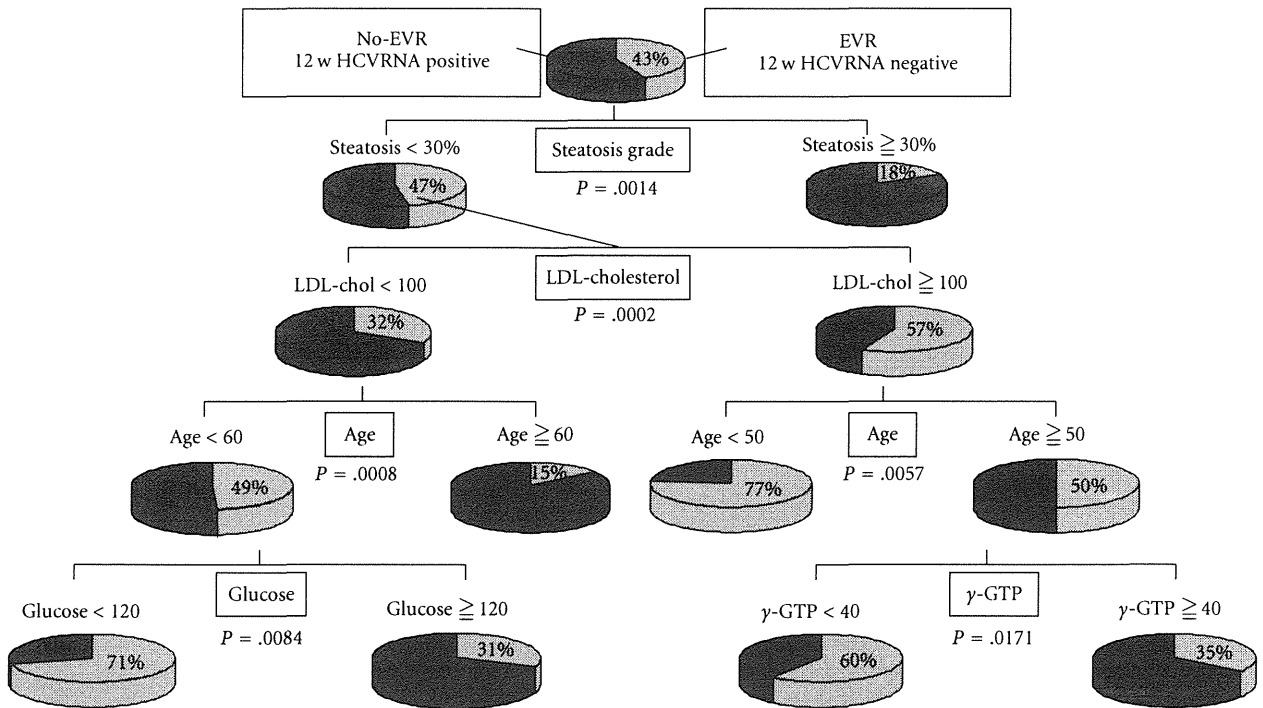 No-EVR
12 w HCVRNA positive
43%
EVR
12 w HCVRNA negative
Steatosis < 30%
Steatosis grade
Steatosis ≧ 30%
47%
P = .0014
18%
LDL-chol < 100
LDL-cholesterol
LDL-chol ≧ 100
32%
P = .0002
57%
Age < 60
Age
Age ≧ 60
Age < 50
Age
Age ≧ 50
49%
P = .0008
15%
77%
P = .0057
50%
Glucose < 120
Glucose
Glucose ≧ 120
γ-GTP < 40
γ-GTP
γ-GTP ≧ 40
71%
P = .0084
31%
60%
P = .0171
35%